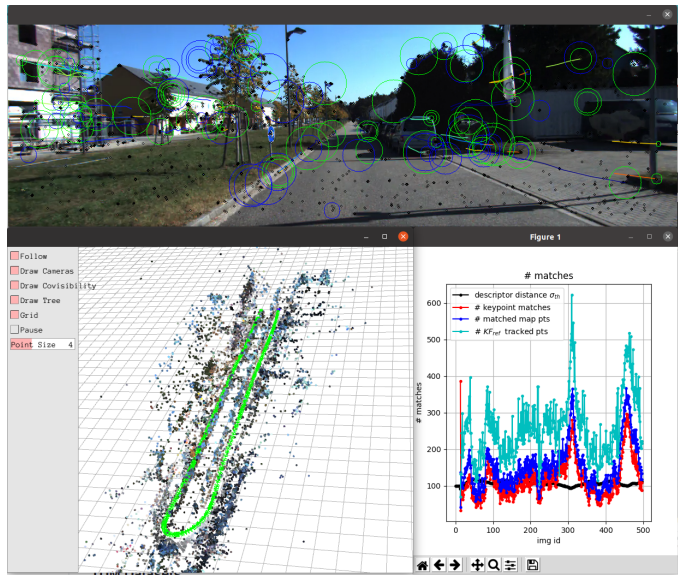 Figure 1
Follow
Draw Cameras
Draw Covisibility
Draw Tree
Grid
Pause
Point Size 4
# matches
descriptor distance σth
# keypoint matches
# matched map pts
# KFref tracked pts
# matches
600
500
400
300
200
100
0
100
200
300
400
500
img id